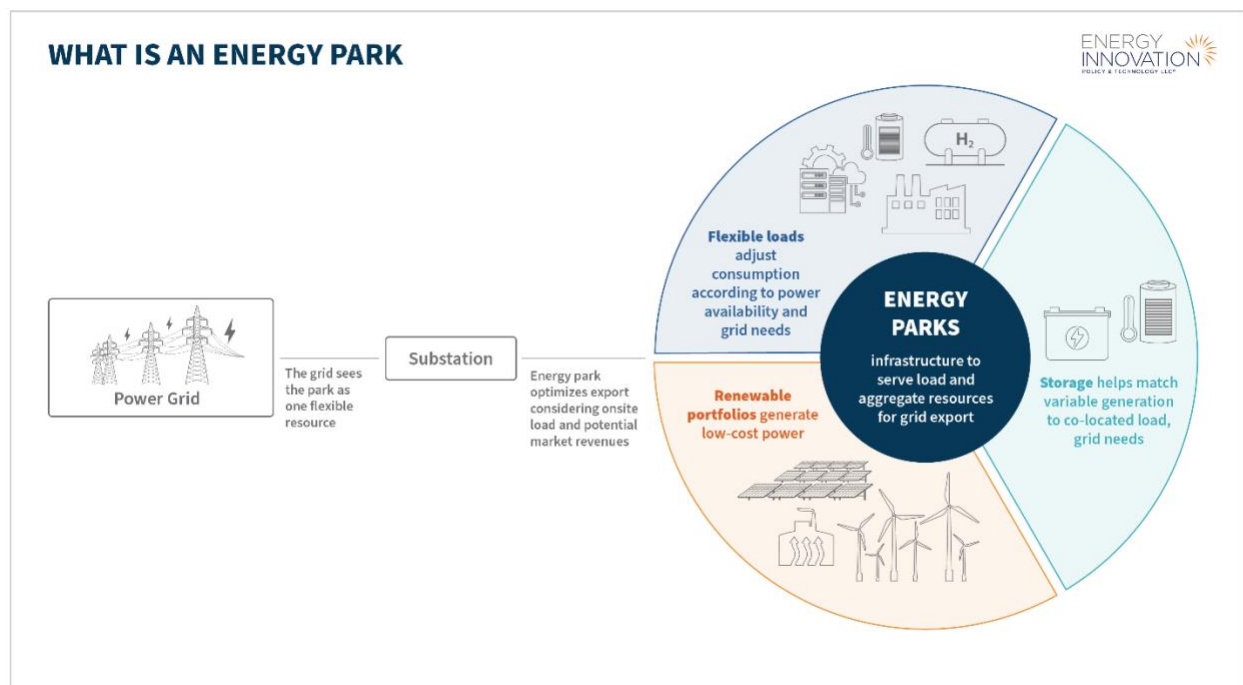 WHAT IS AN ENERGY PARK
ENERGY
INNOVATION
POLICY & TECHNOLOGY LLC®
H₂
Flexible loads
adjust
consumption
according to power
availability and
grid needs
ENERGY
PARKS
infrastructure to
serve load and
aggregate resources
for grid export
Storage helps match
variable generation
to co-located load,
grid needs
Renewable
portfolios generate
low-cost power
Power Grid
The grid sees
the park as
one flexible
resource
Substation
Energy park
optimizes export
considering onsite
load and potential
market revenues